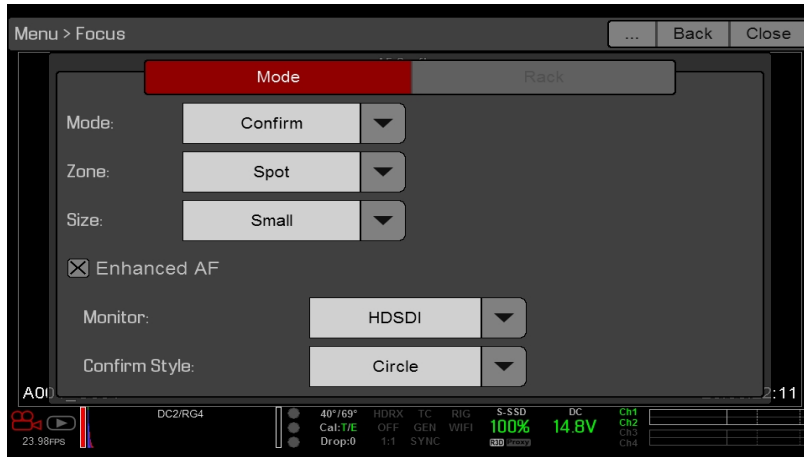 Menu > Focus ... Back Close
Mode Rack
Mode: Confirm
Zone: Spot
Size: Small
Enhanced AF
Monitor: HDSDI
Confirm Style: Circle
:11
DC2/RG4 40°/69° HDRX TC RIG S-SSD DC Ch1
Cal:T/E OFF GEN WIFI 100% 14.8V Ch2
23.98FPS Drop:0 1:1 SYNC R3D Proxy Ch3
Ch4